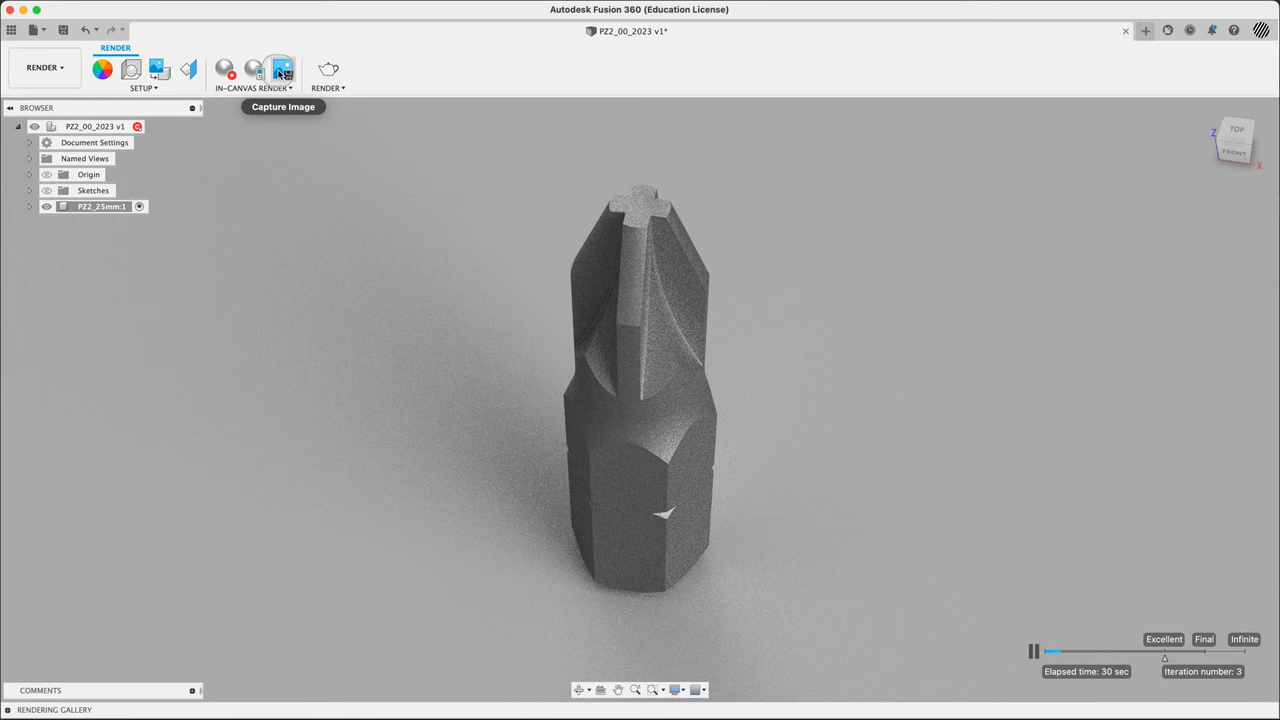 Autodesk Fusion 360 (Education License)
PZ2_00_2023 v1*
RENDER
RENDER
SETUP
IN-CANVAS RENDER
RENDER
Capture Image
BROWSER
PZ2_00_2023 v1
Document Settings
Named Views
Origin
Sketches
PZ2_25mm:1
TOP
FRONT
Z
X
Excellent
Final
Infinite
Elapsed time: 30 sec
Iteration number: 3
COMMENTS
RENDERING GALLERY